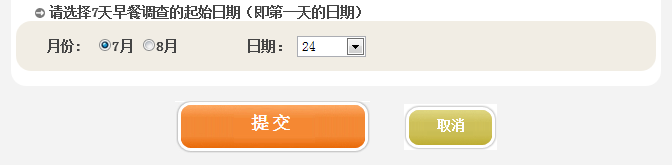 请选择7天早餐调查的起始日期（即第一天的日期）
月份： 7月 8月 日期： 24
提交 取消